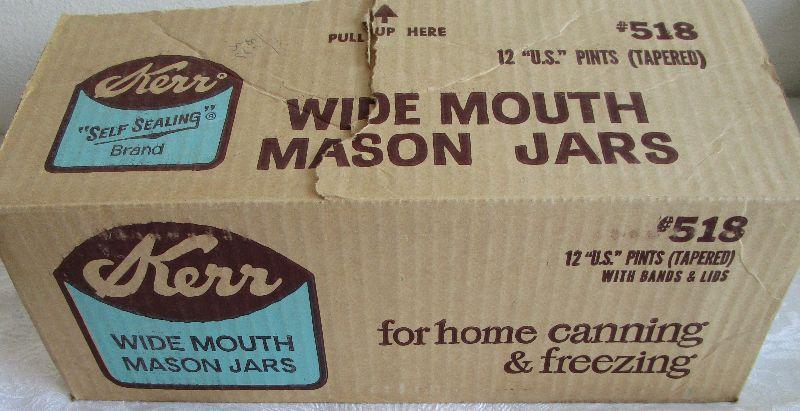 PULL UP HERE
#518
12 "U.S." PINTS (TAPERED)
Kerr®
"SELF SEALING"®
Brand
WIDE MOUTH
MASON JARS
#518
12 "U.S." PINTS (TAPERED)
WITH BANDS & LIDS
Kerr
WIDE MOUTH
MASON JARS
for home canning
& freezing